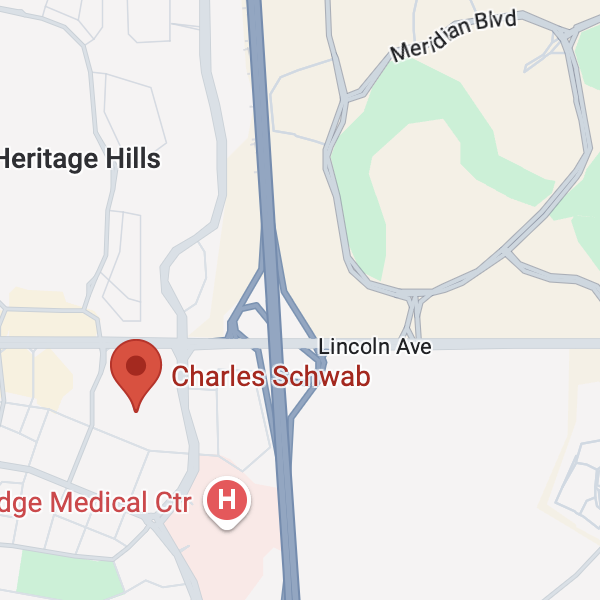 Meridian Blvd
Heritage Hills
Lincoln Ave
Charles Schwab
dge Medical Ctr
H